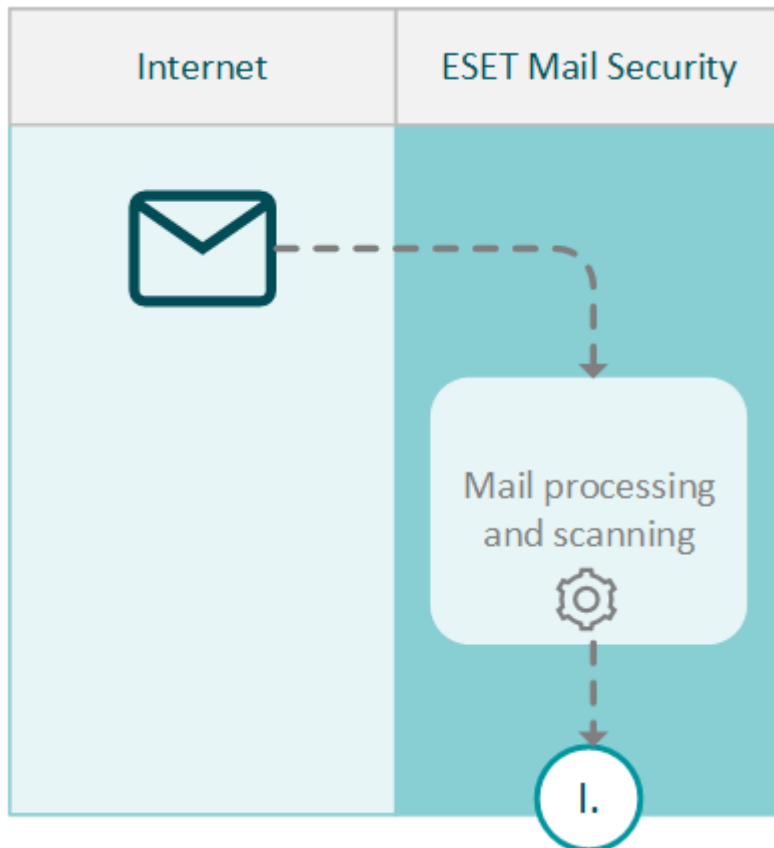 Internet
ESET Mail Security
Mail processing
and scanning
I.